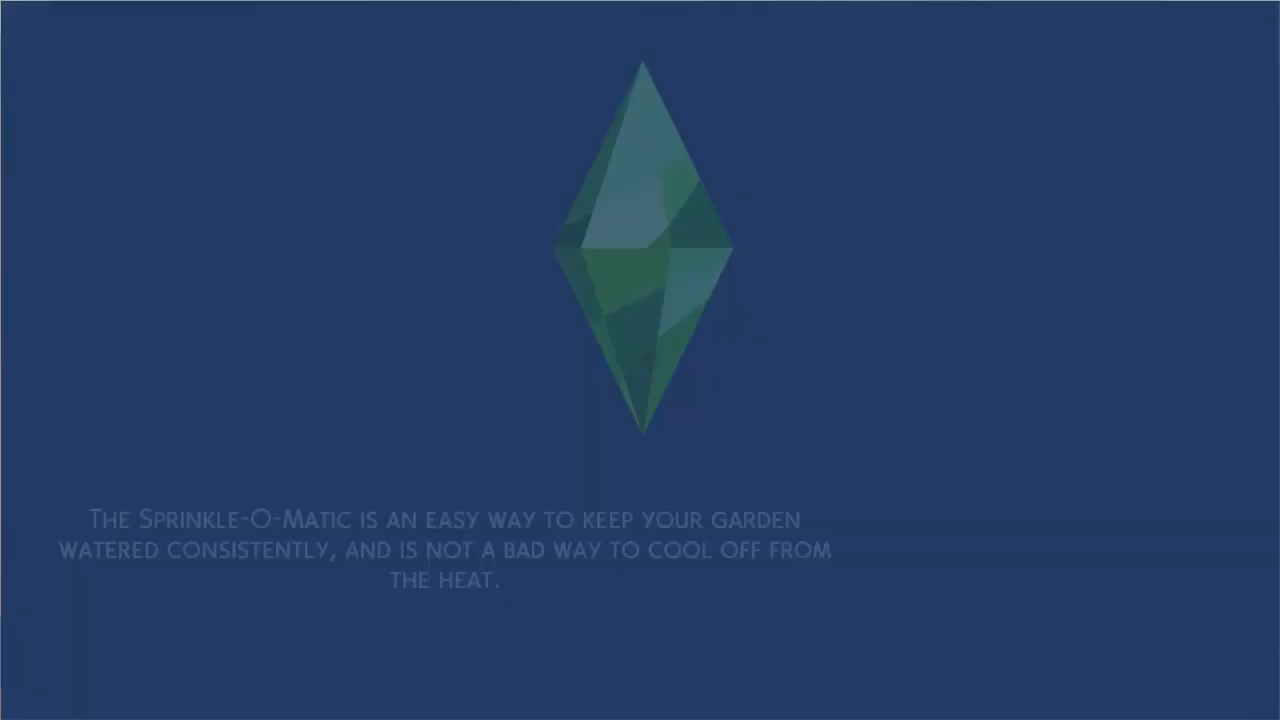 The Sprinkle-O-Matic is an easy way to keep your garden
watered consistently, and is not a bad way to cool off from
the heat.